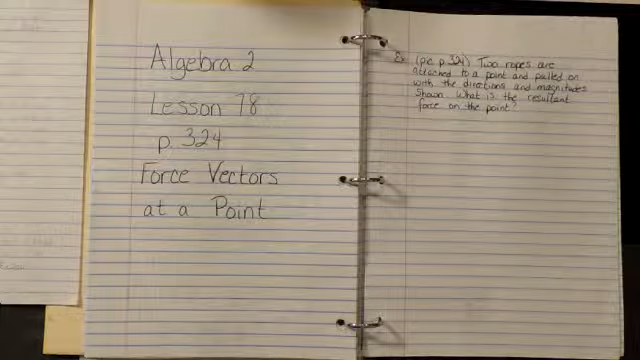 Algebra 2
Lesson 78
p. 324
Force Vectors
at a Point
Ex. (pic p. 324) Two ropes are
attached to a point and pulled on
with the directions and magnitudes
shown. What is the resultant
force on the point?